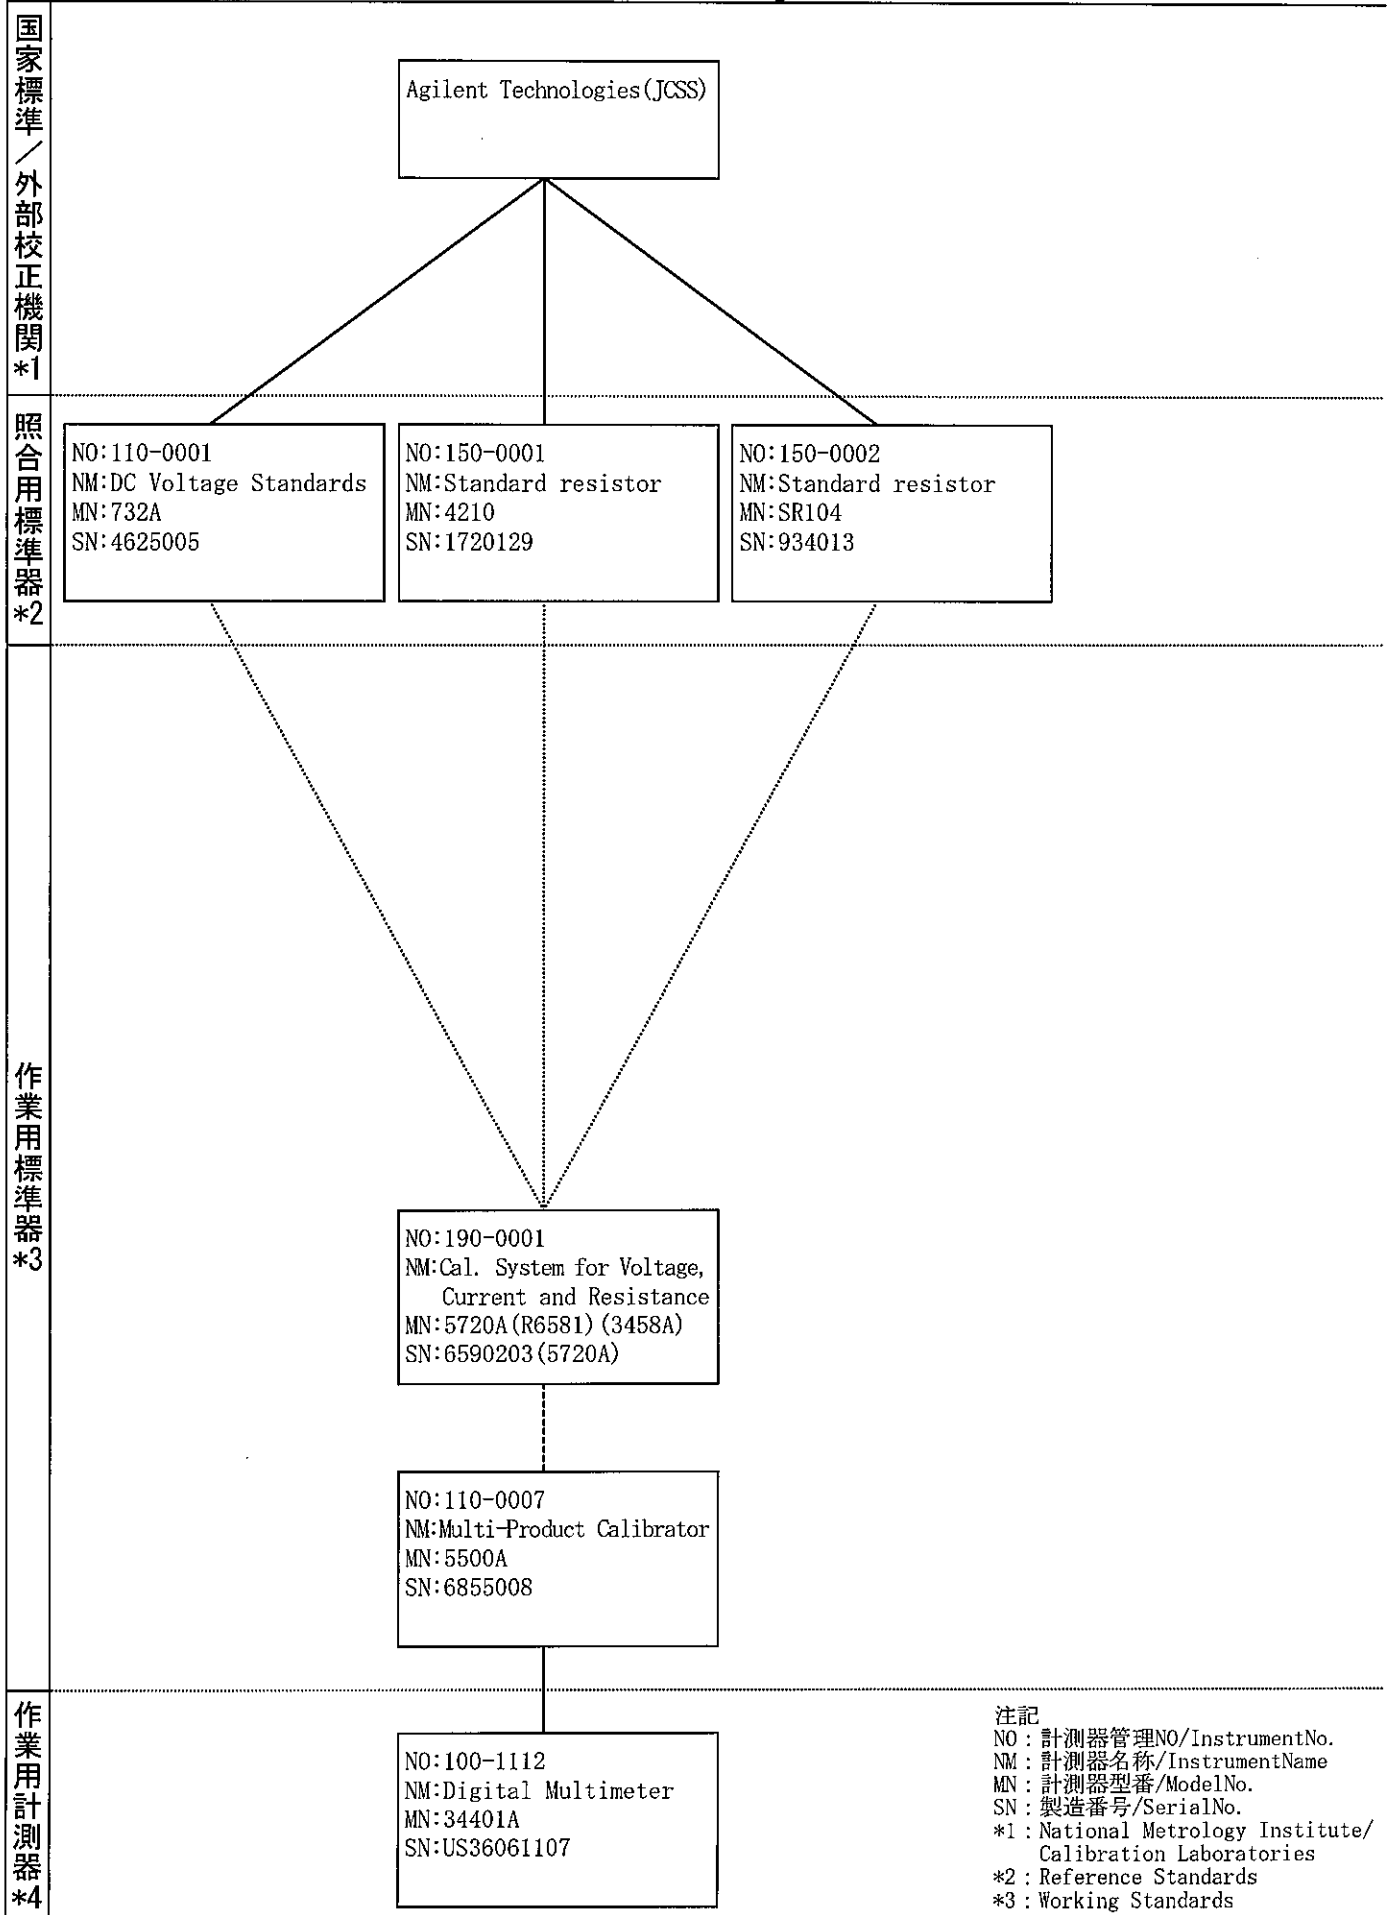 国家標準／外部校正機関*1
Agilent Technologies(JCSS)
照合用標準器*2
NO:110-0001
NM:DC Voltage Standards
MN:732A
SN:4625005
NO:150-0001
NM:Standard resistor
MN:4210
SN:1720129
NO:150-0002
NM:Standard resistor
MN:SR104
SN:934013
作業用標準器*3
NO:190-0001
NM:Cal. System for Voltage,
Current and Resistance
MN:5720A(R6581)(3458A)
SN:6590203(5720A)
NO:110-0007
NM:Multi-Product Calibrator
MN:5500A
SN:6855008
作業用計測器*4
NO:100-1112
NM:Digital Multimeter
MN:34401A
SN:US36061107
注記
NO：計測器管理NO/InstrumentNo.
NM：計測器名称/InstrumentName
MN：計測器型番/ModelNo.
SN：製造番号/SerialNo.
*1：National Metrology Institute/
Calibration Laboratories
*2：Reference Standards
*3：Working Standards